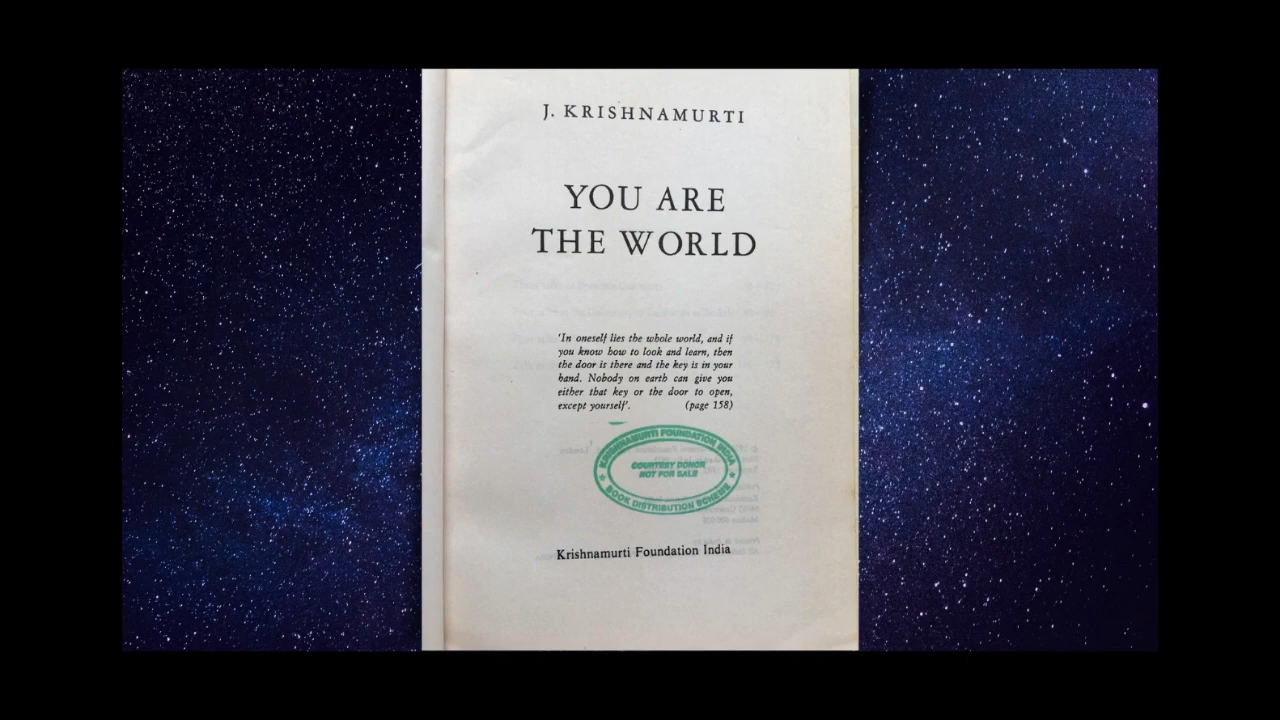 J. KRISHNAMURTI
YOU ARE
THE WORLD
'In oneself lies the whole world, and if
you know how to look and learn, then
the door is there and the key is in your
hand. Nobody on earth can give you
either that key or the door to open,
except yourself'. (page 158)
KRISHNAMURTI FOUNDATION INDIA
COURTESY DONOR
NOT FOR SALE
BOOK DISTRIBUTION SCHEME
Krishnamurti Foundation India